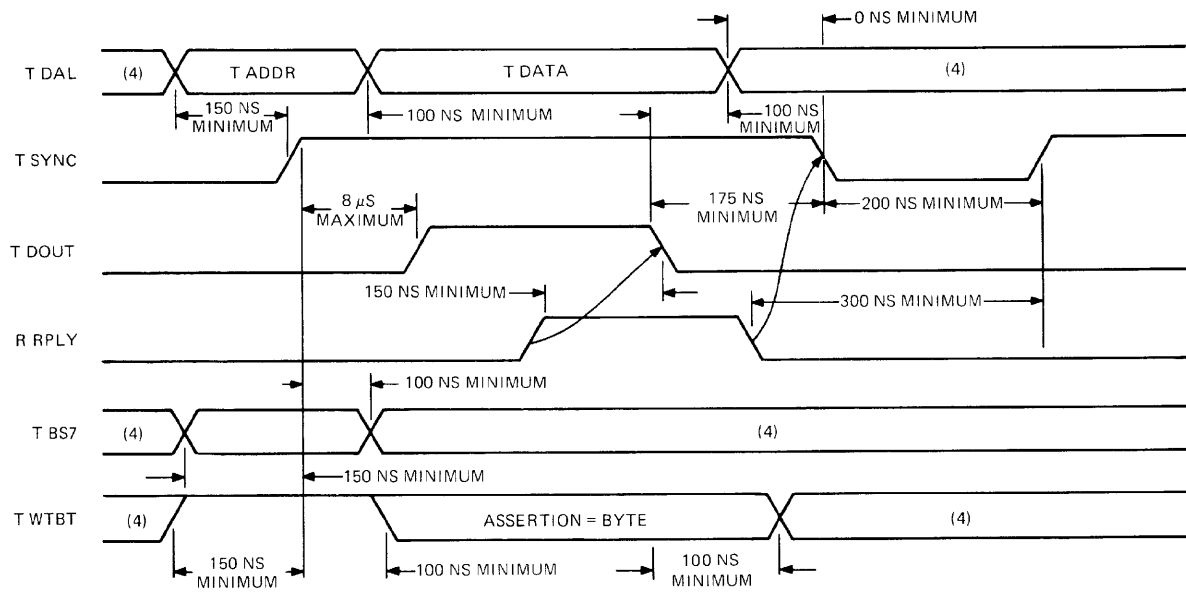 0 NS MINIMUM
T DAL
(4)
T ADDR
T DATA
(4)
150 NS
MINIMUM
100 NS MINIMUM
100 NS
MINIMUM
T SYNC
8 μS
MAXIMUM
175 NS
MINIMUM
200 NS MINIMUM
T DOUT
150 NS MINIMUM
300 NS MINIMUM
R RPLY
100 NS MINIMUM
T BS7
(4)
(4)
150 NS MINIMUM
T WTBT
(4)
ASSERTION = BYTE
(4)
150 NS
MINIMUM
100 NS MINIMUM
100 NS
MINIMUM